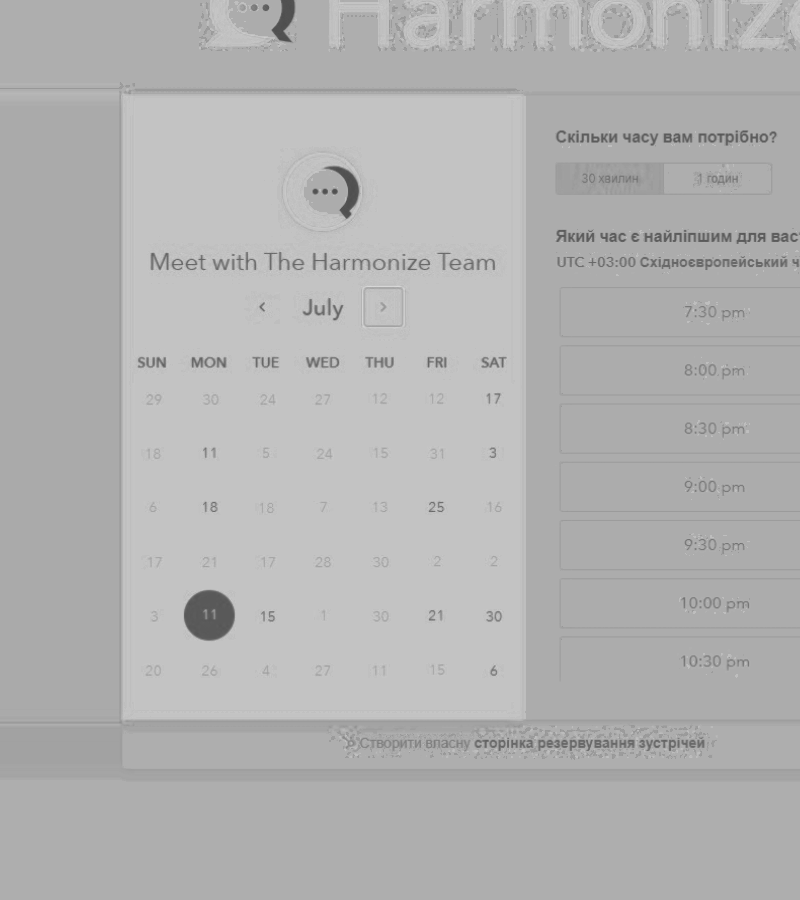 Harmonize
Meet with The Harmonize Team
‹ July ›
SUN MON TUE WED THU FRI SAT
29 30 24 27 12 12 17
18 11 5 24 15 31 3
6 18 18 7 13 25 16
17 21 17 28 30 2 2
3 11 15 1 30 21 30
20 26 4 27 11 15 6
Скільки часу вам потрібно?
30 хвилин 1 годин
Який час є найліпшим для вас
UTC +03:00 Східноєвропейський ч
7:30 pm
8:00 pm
8:30 pm
9:00 pm
9:30 pm
10:00 pm
10:30 pm
Створити власну сторінка резервування зустрічей